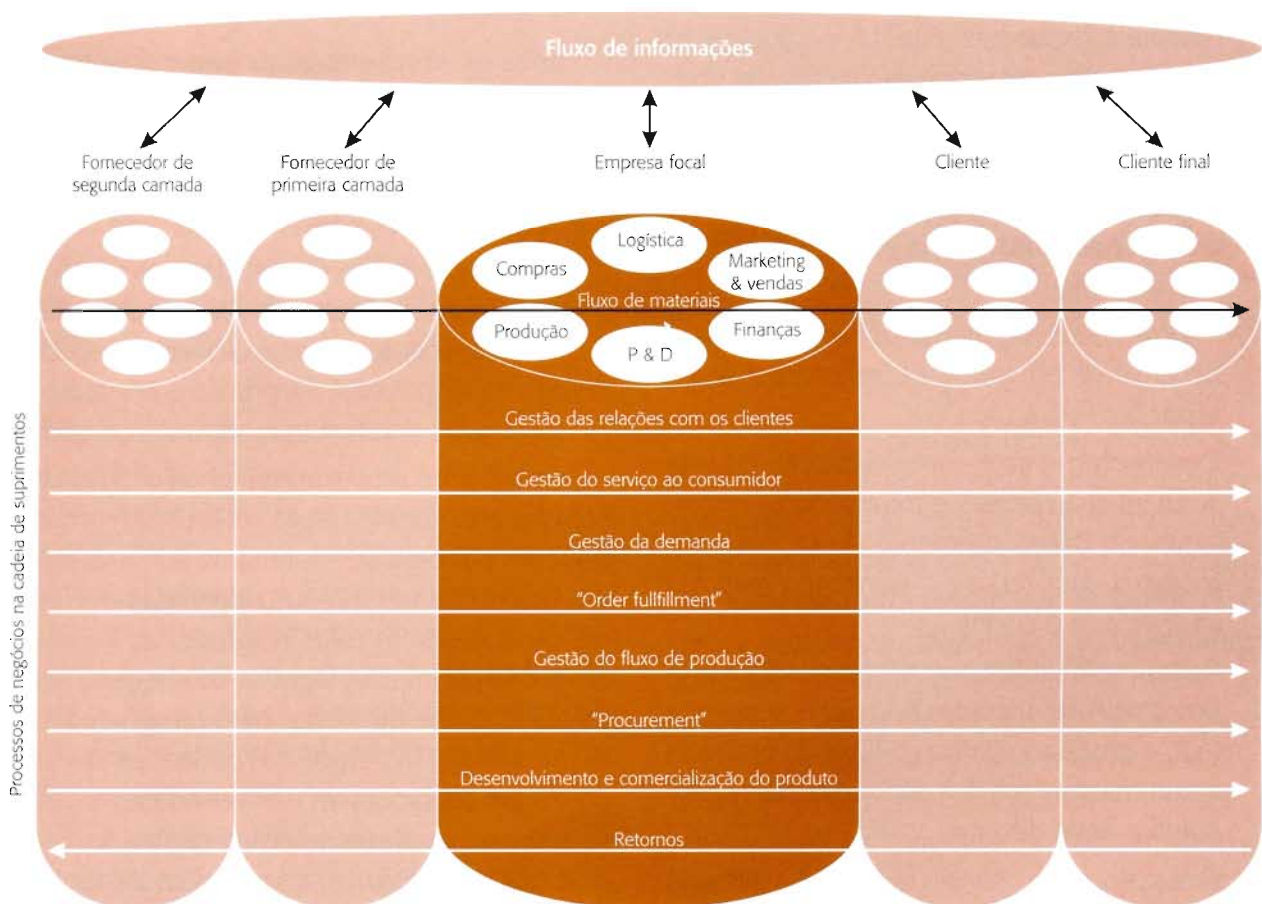 Fluxo de informações
Fornecedor de
segunda camada
Fornecedor de
primeira camada
Empresa focal
Cliente
Cliente final
Logística
Compras
Marketing
& vendas
Fluxo de materiais
Produção
Finanças
P & D
Processos de negócios na cadeia de suprimentos
Gestão das relações com os clientes
Gestão do serviço ao consumidor
Gestão da demanda
"Order fullfillment"
Gestão do fluxo de produção
"Procurement"
Desenvolvimento e comercialização do produto
Retornos